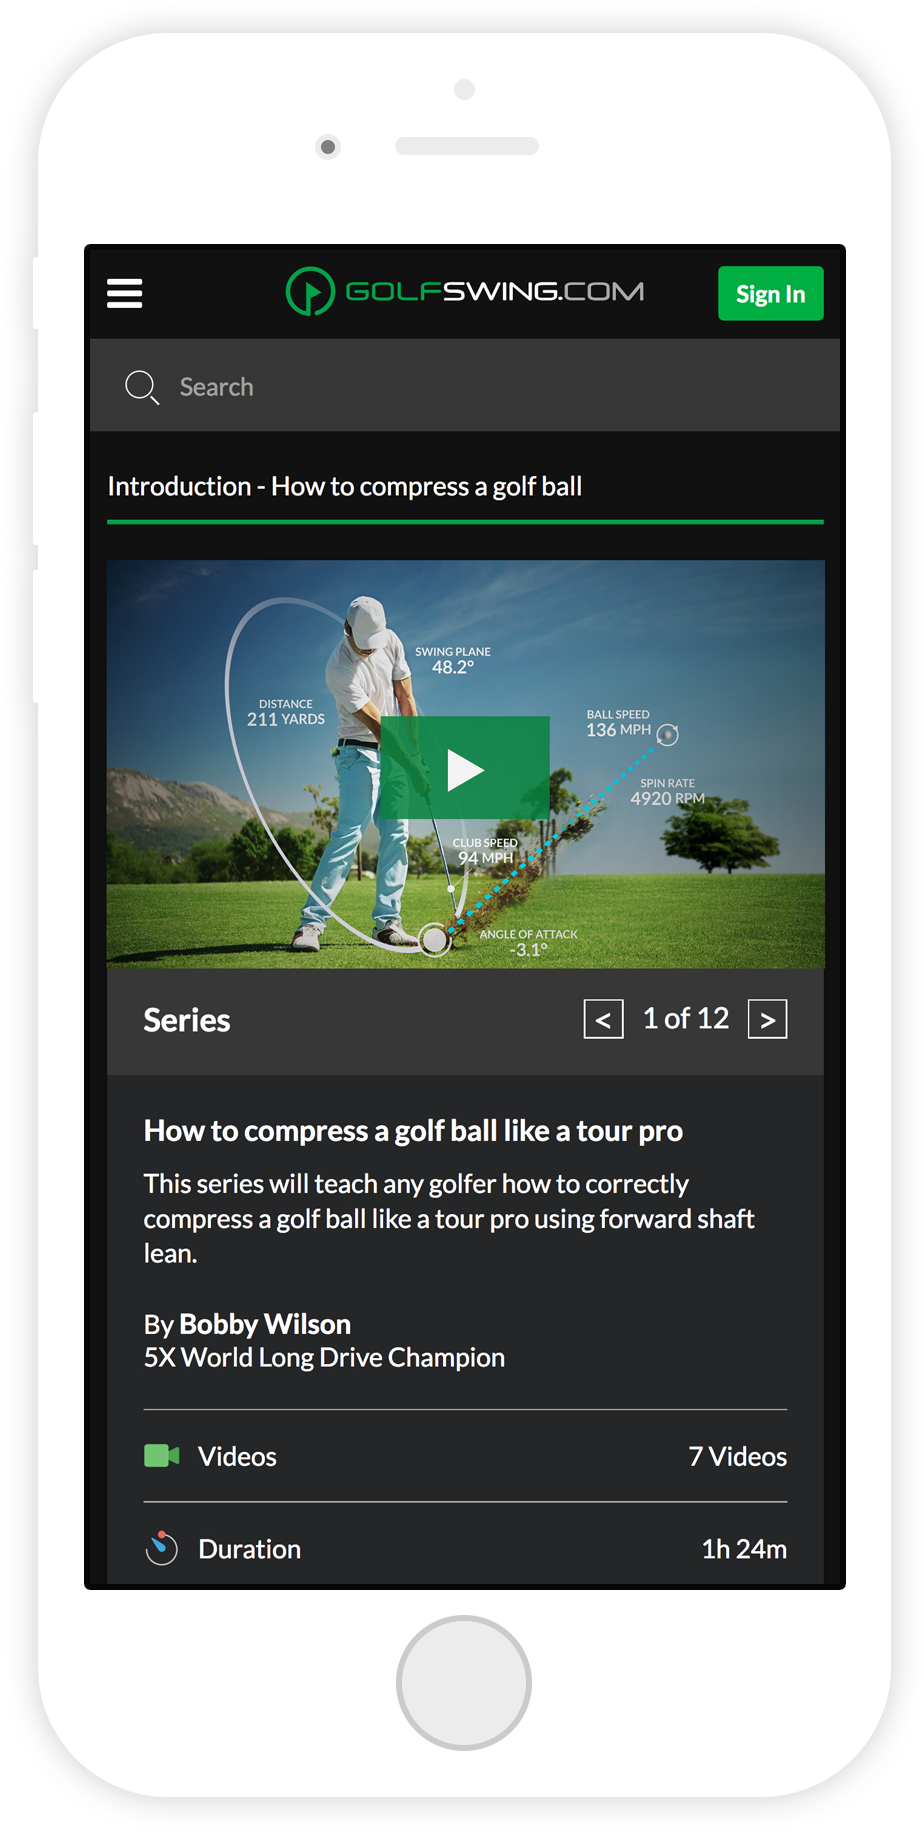 GOLFSWING.COM
Sign In
Search
Introduction - How to compress a golf ball
SWING PLANE
48.2°
DISTANCE
211 YARDS
BALL SPEED
136 MPH
SPIN RATE
4920 RPM
CLUB SPEED
94 MPH
ANGLE OF ATTACK
-3.1°
Series
< 1 of 12 >
How to compress a golf ball like a tour pro
This series will teach any golfer how to correctly
compress a golf ball like a tour pro using forward shaft
lean.
By Bobby Wilson
5X World Long Drive Champion
Videos 7 Videos
Duration 1h 24m